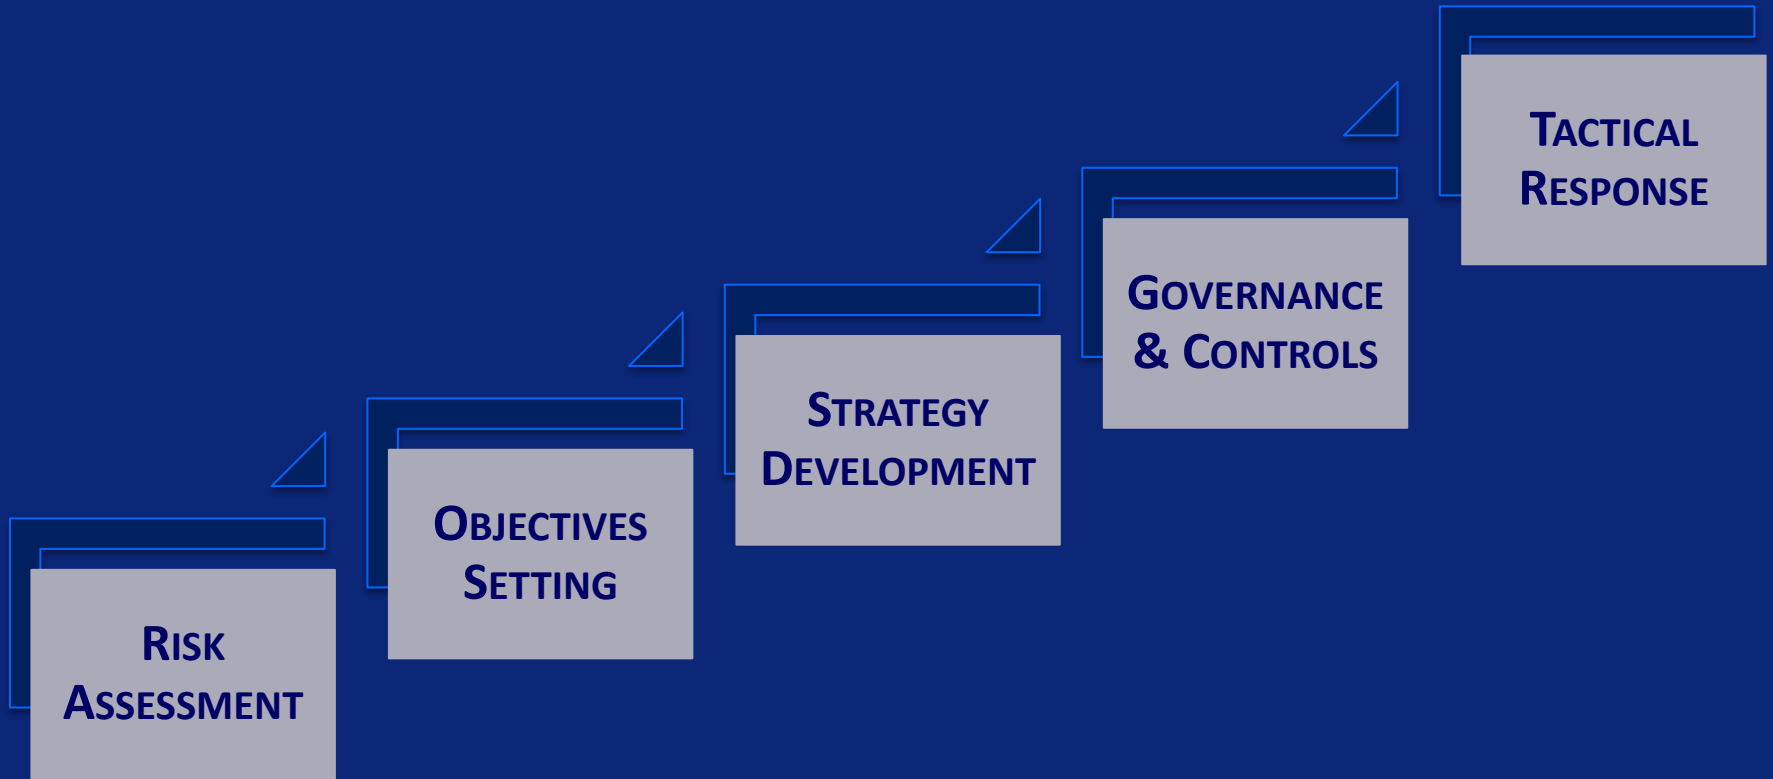 TACTICAL
RESPONSE
GOVERNANCE
& CONTROLS
STRATEGY
DEVELOPMENT
OBJECTIVES
SETTING
RISK
ASSESSMENT